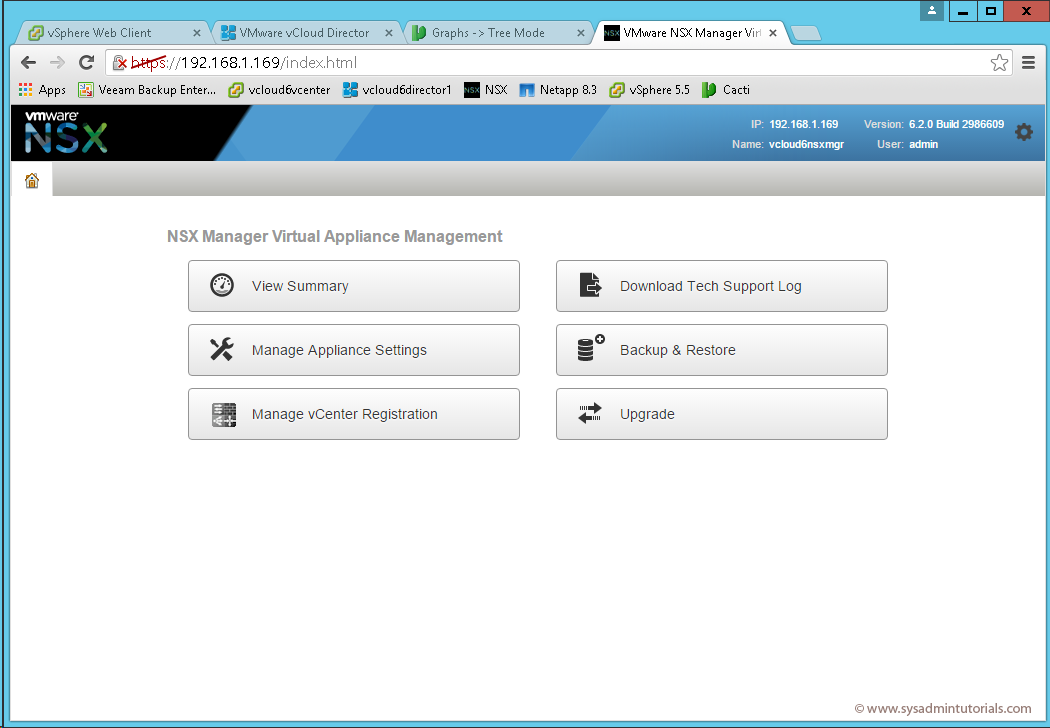 vSphere Web Client
VMware vCloud Director
Graphs -> Tree Mode
NSX VMware NSX Manager Vir
https://192.168.1.169/index.html
Apps Veeam Backup Enter... vcloud6vcenter vcloud6director1 NSX NSX Netapp 8.3 vSphere 5.5 Cacti
vmware
NSX
IP: 192.168.1.169 Version: 6.2.0 Build 2986609
Name: vcloud6nsxmgr User: admin
NSX Manager Virtual Appliance Management
View Summary
Download Tech Support Log
Manage Appliance Settings
Backup & Restore
Manage vCenter Registration
Upgrade
© www.sysadmintutorials.com